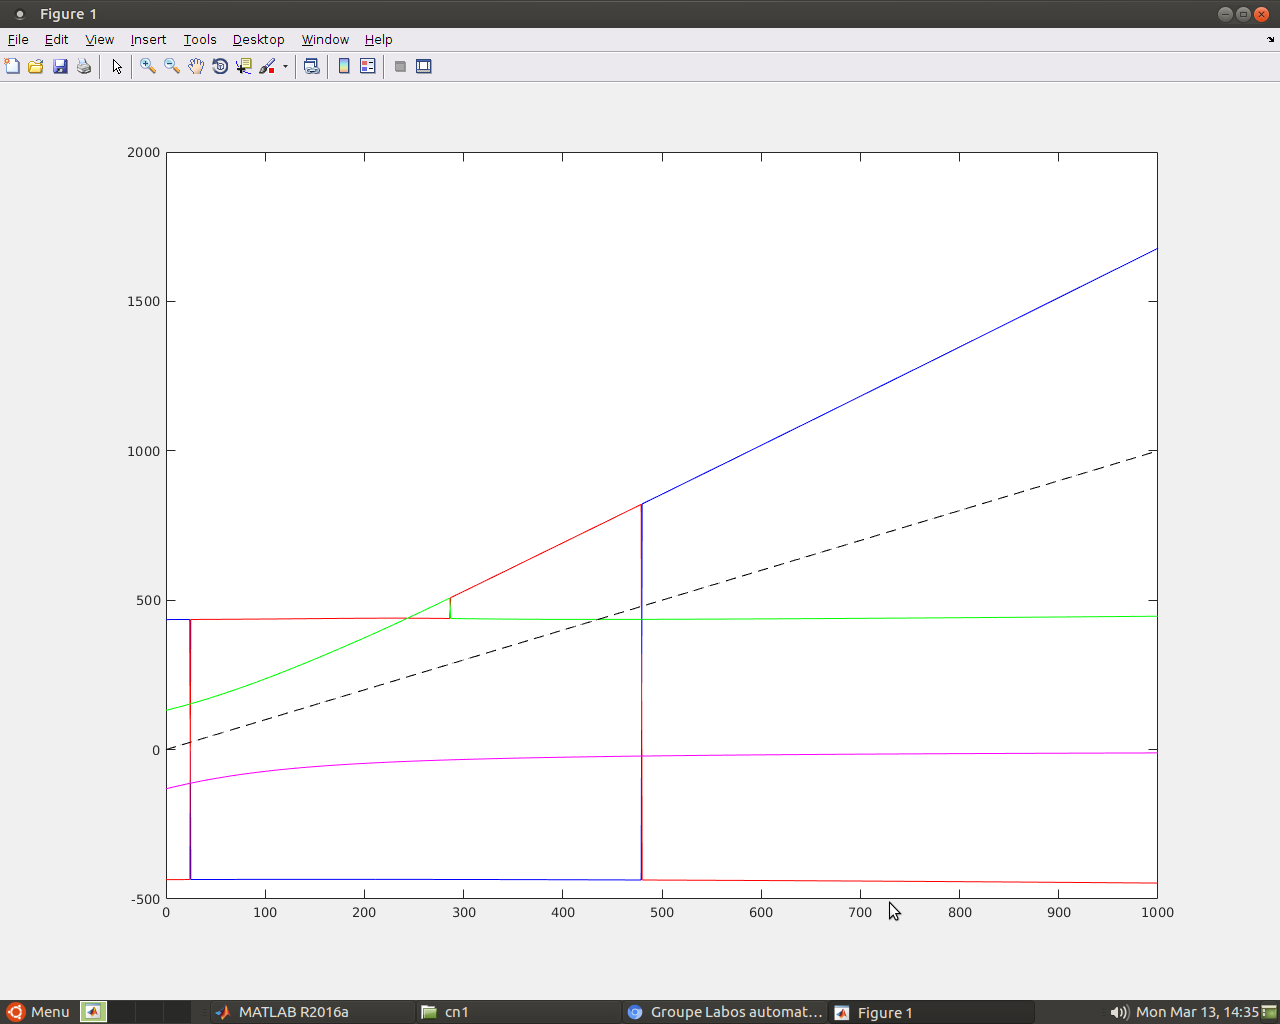 Figure 1
File Edit View Insert Tools Desktop Window Help
2000
1500
1000
500
0
-500
0 100 200 300 400 500 600 700 800 900 1000
Menu MATLAB R2016a cn1 Groupe Labos automat... Figure 1 Mon Mar 13, 14:35